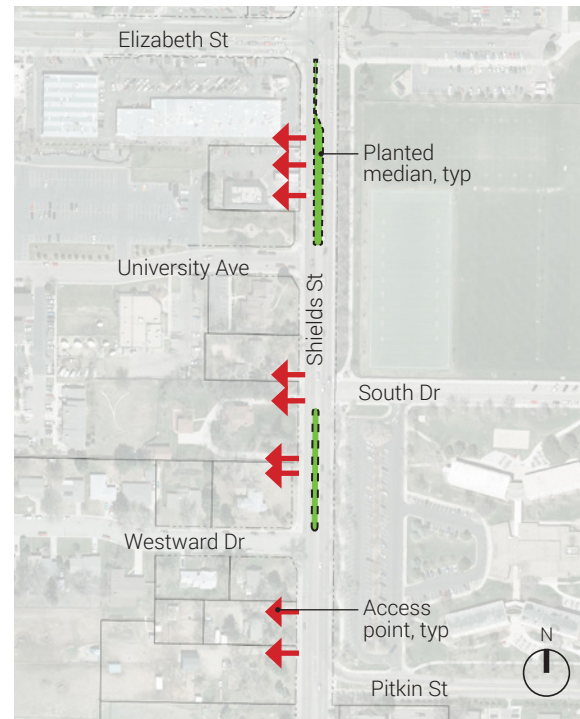 Elizabeth St
Planted
median, typ
University Ave
Shields St
South Dr
Westward Dr
Access
point, typ
N
Pitkin St